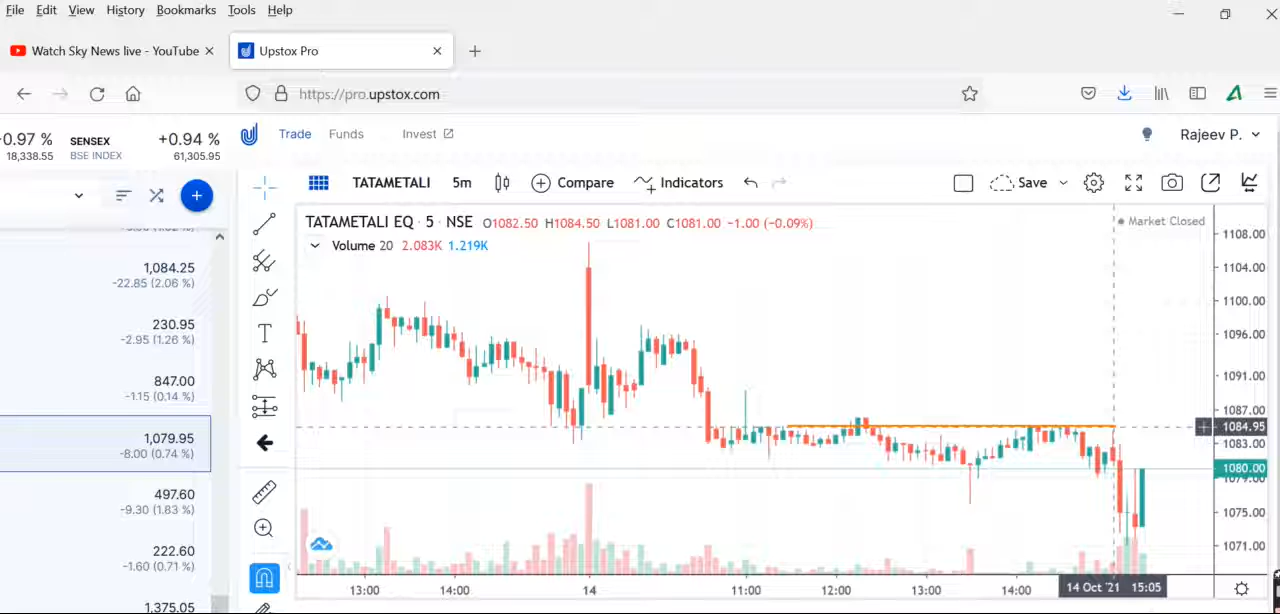 File Edit View History Bookmarks Tools Help
Watch Sky News live - YouTube
Upstox Pro
https://pro.upstox.com
-0.97 % SENSEX +0.94 %
18,338.55 BSE INDEX 61,305.95
Trade Funds Invest Rajeev P.
TATAMETALI 5m Compare Indicators Save
TATAMETALI EQ · 5 · NSE O1082.50 H1084.50 L1081.00 C1081.00 -1.00 (-0.09%)
Market Closed
Volume 20 2.083K 1.219K
1,084.25
-22.85 (2.06 %)
230.95
-2.95 (1.26 %)
847.00
-1.15 (0.14 %)
1,079.95
-8.00 (0.74 %)
497.60
-9.30 (1.83 %)
222.60
-1.60 (0.71 %)
1,375.05
1108.00
1104.00
1100.00
1096.00
1091.00
1087.00
1084.95
1083.00
1080.00
1079.00
1075.00
1071.00
13:00 14:00 14 11:00 12:00 13:00 14:00 14 Oct '21 15:05